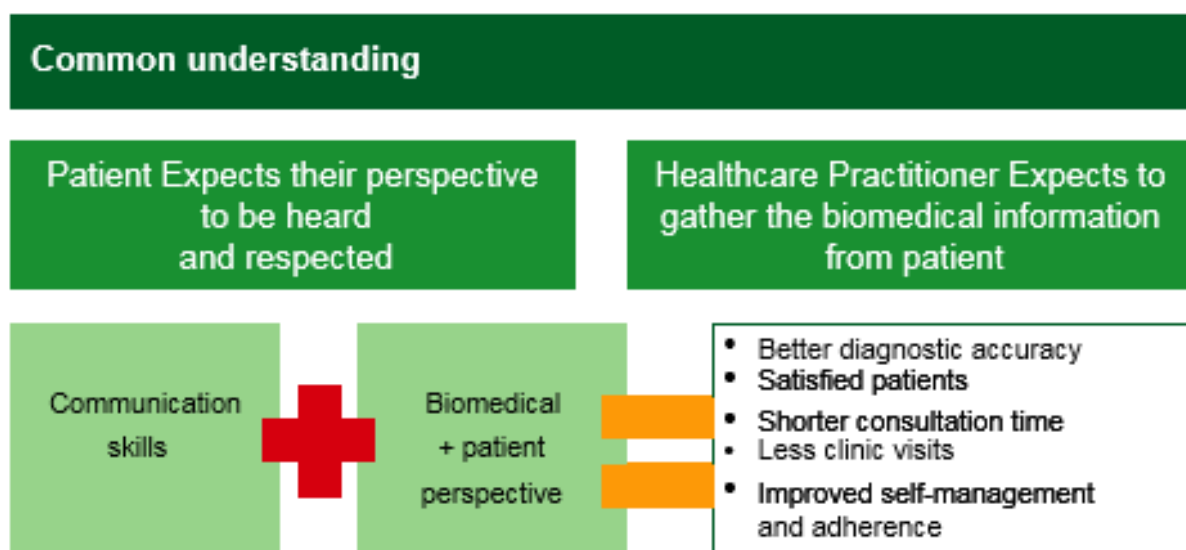 Common understanding
Patient Expects their perspective
to be heard
and respected
Healthcare Practitioner Expects to
gather the biomedical information
from patient
Communication
skills
Biomedical
+ patient
perspective
• Better diagnostic accuracy
• Satisfied patients
• Shorter consultation time
• Less clinic visits
• Improved self-management
and adherence